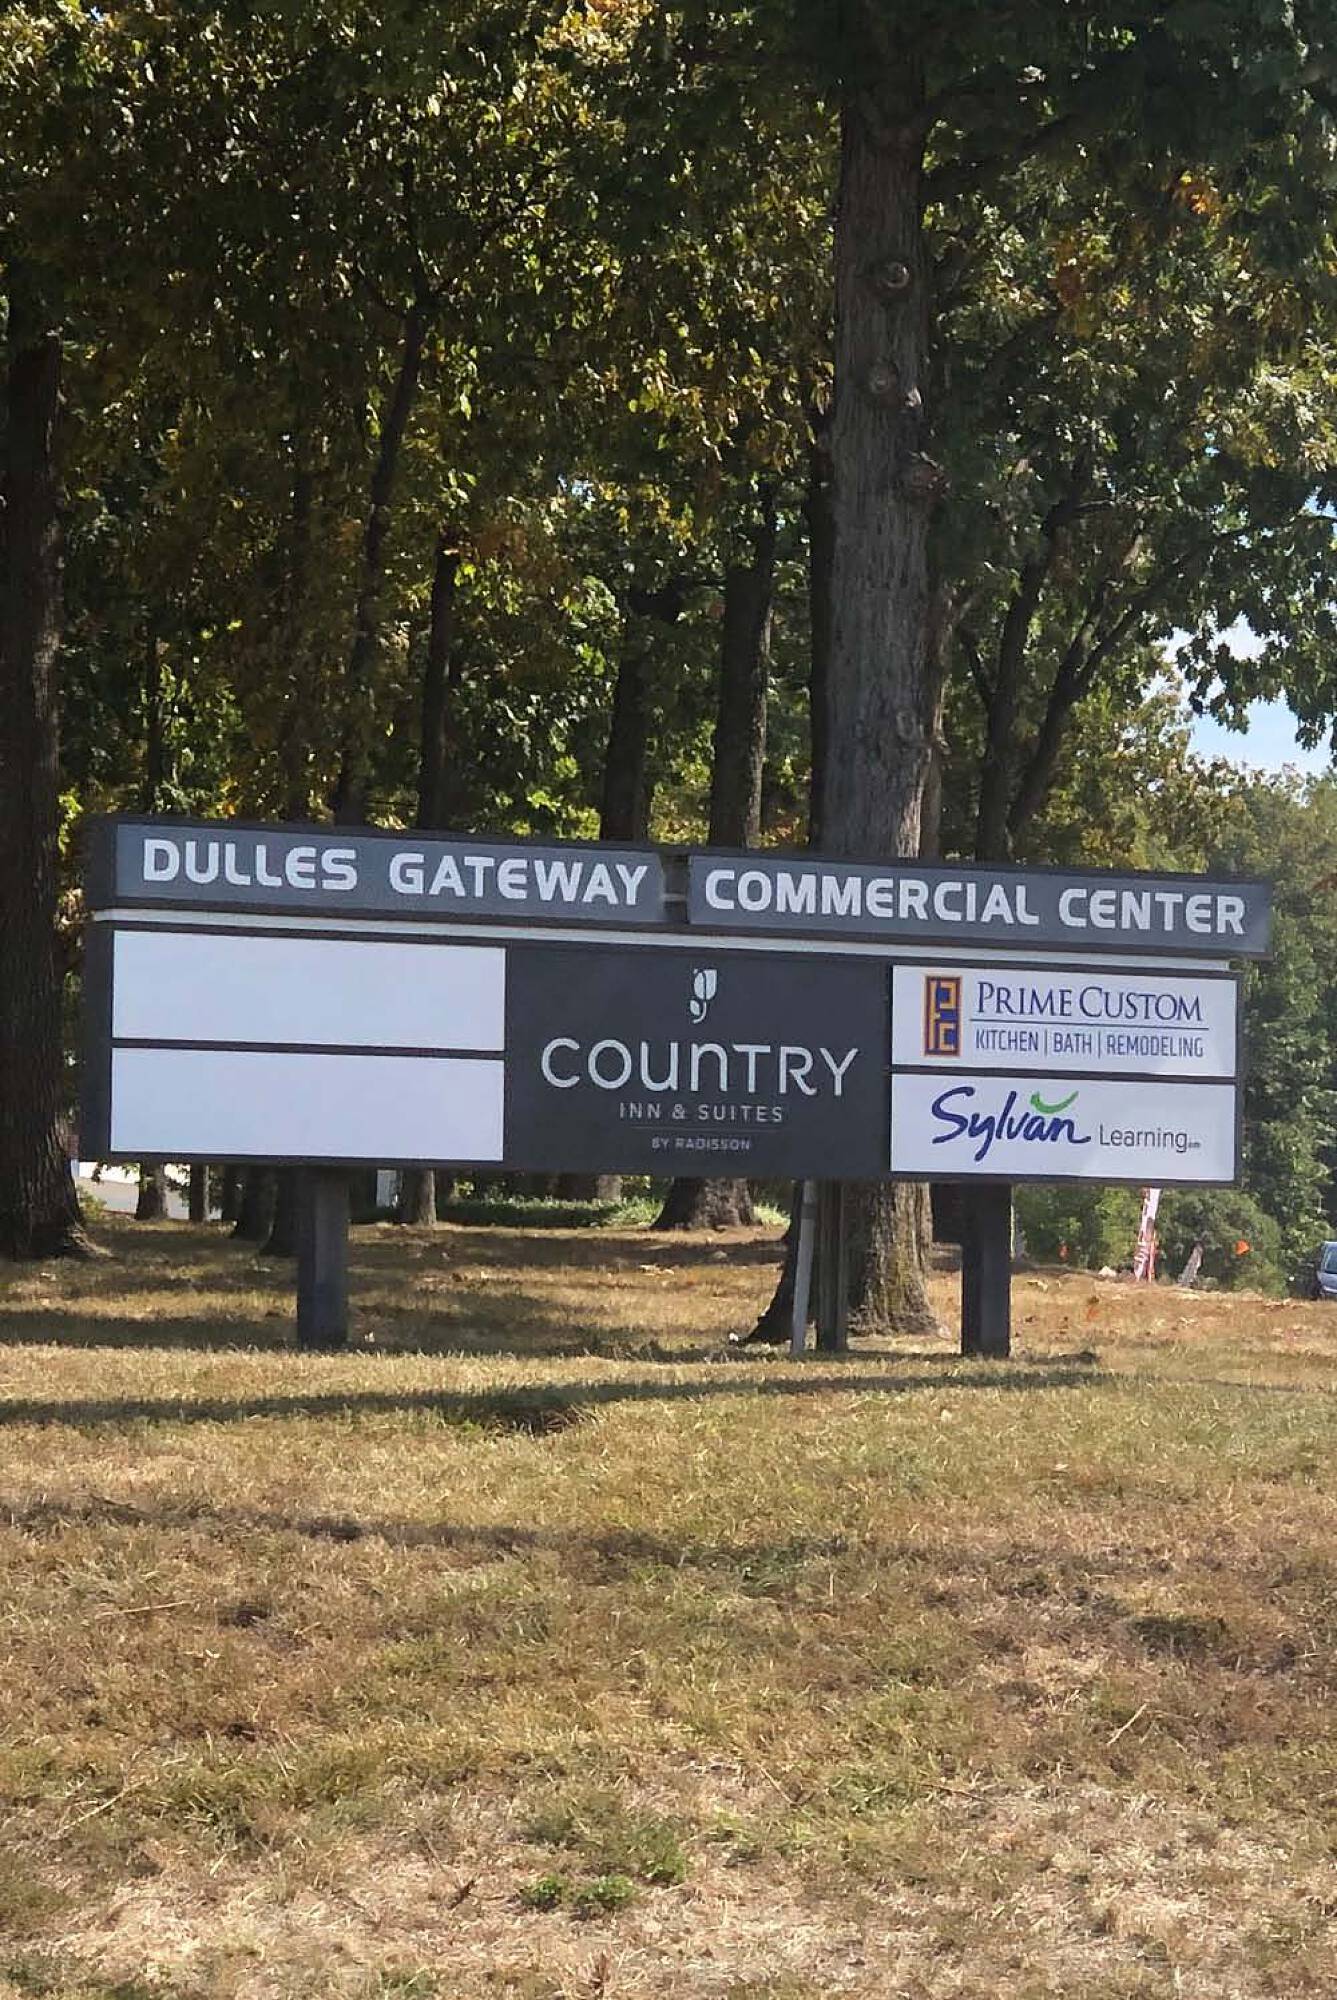 DULLES GATEWAY COMMERCIAL CENTER
COUNTRY
INN & SUITES
BY RADISSON
PRIME CUSTOM
KITCHEN | BATH | REMODELING
Sylvan Learning